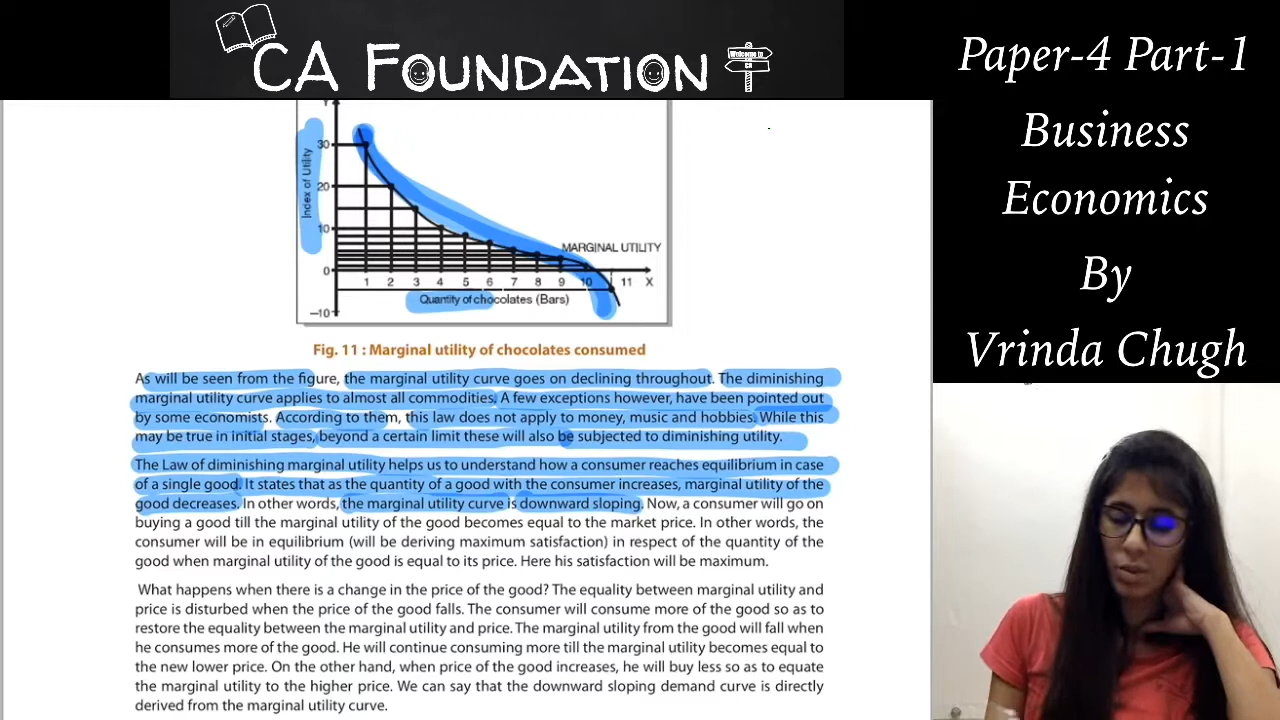 CA FOUNDATION
Welcome to
CA
Paper-4 Part-1
Business
Economics
By
Vrinda Chugh
Y
30
20
10
0
–10
Index of Utility
MARGINAL UTILITY
1 2 3 4 5 6 7 8 9 10 11 X
Quantity of chocolates (Bars)
Fig. 11 : Marginal utility of chocolates consumed
As will be seen from the figure, the marginal utility curve goes on declining throughout. The diminishing
marginal utility curve applies to almost all commodities. A few exceptions however, have been pointed out
by some economists. According to them, this law does not apply to money, music and hobbies. While this
may be true in initial stages, beyond a certain limit these will also be subjected to diminishing utility.
The Law of diminishing marginal utility helps us to understand how a consumer reaches equilibrium in case
of a single good. It states that as the quantity of a good with the consumer increases, marginal utility of the
good decreases. In other words, the marginal utility curve is downward sloping. Now, a consumer will go on
buying a good till the marginal utility of the good becomes equal to the market price. In other words, the
consumer will be in equilibrium (will be deriving maximum satisfaction) in respect of the quantity of the
good when marginal utility of the good is equal to its price. Here his satisfaction will be maximum.
What happens when there is a change in the price of the good? The equality between marginal utility and
price is disturbed when the price of the good falls. The consumer will consume more of the good so as to
restore the equality between the marginal utility and price. The marginal utility from the good will fall when
he consumes more of the good. He will continue consuming more till the marginal utility becomes equal to
the new lower price. On the other hand, when price of the good increases, he will buy less so as to equate
the marginal utility to the higher price. We can say that the downward sloping demand curve is directly
derived from the marginal utility curve.